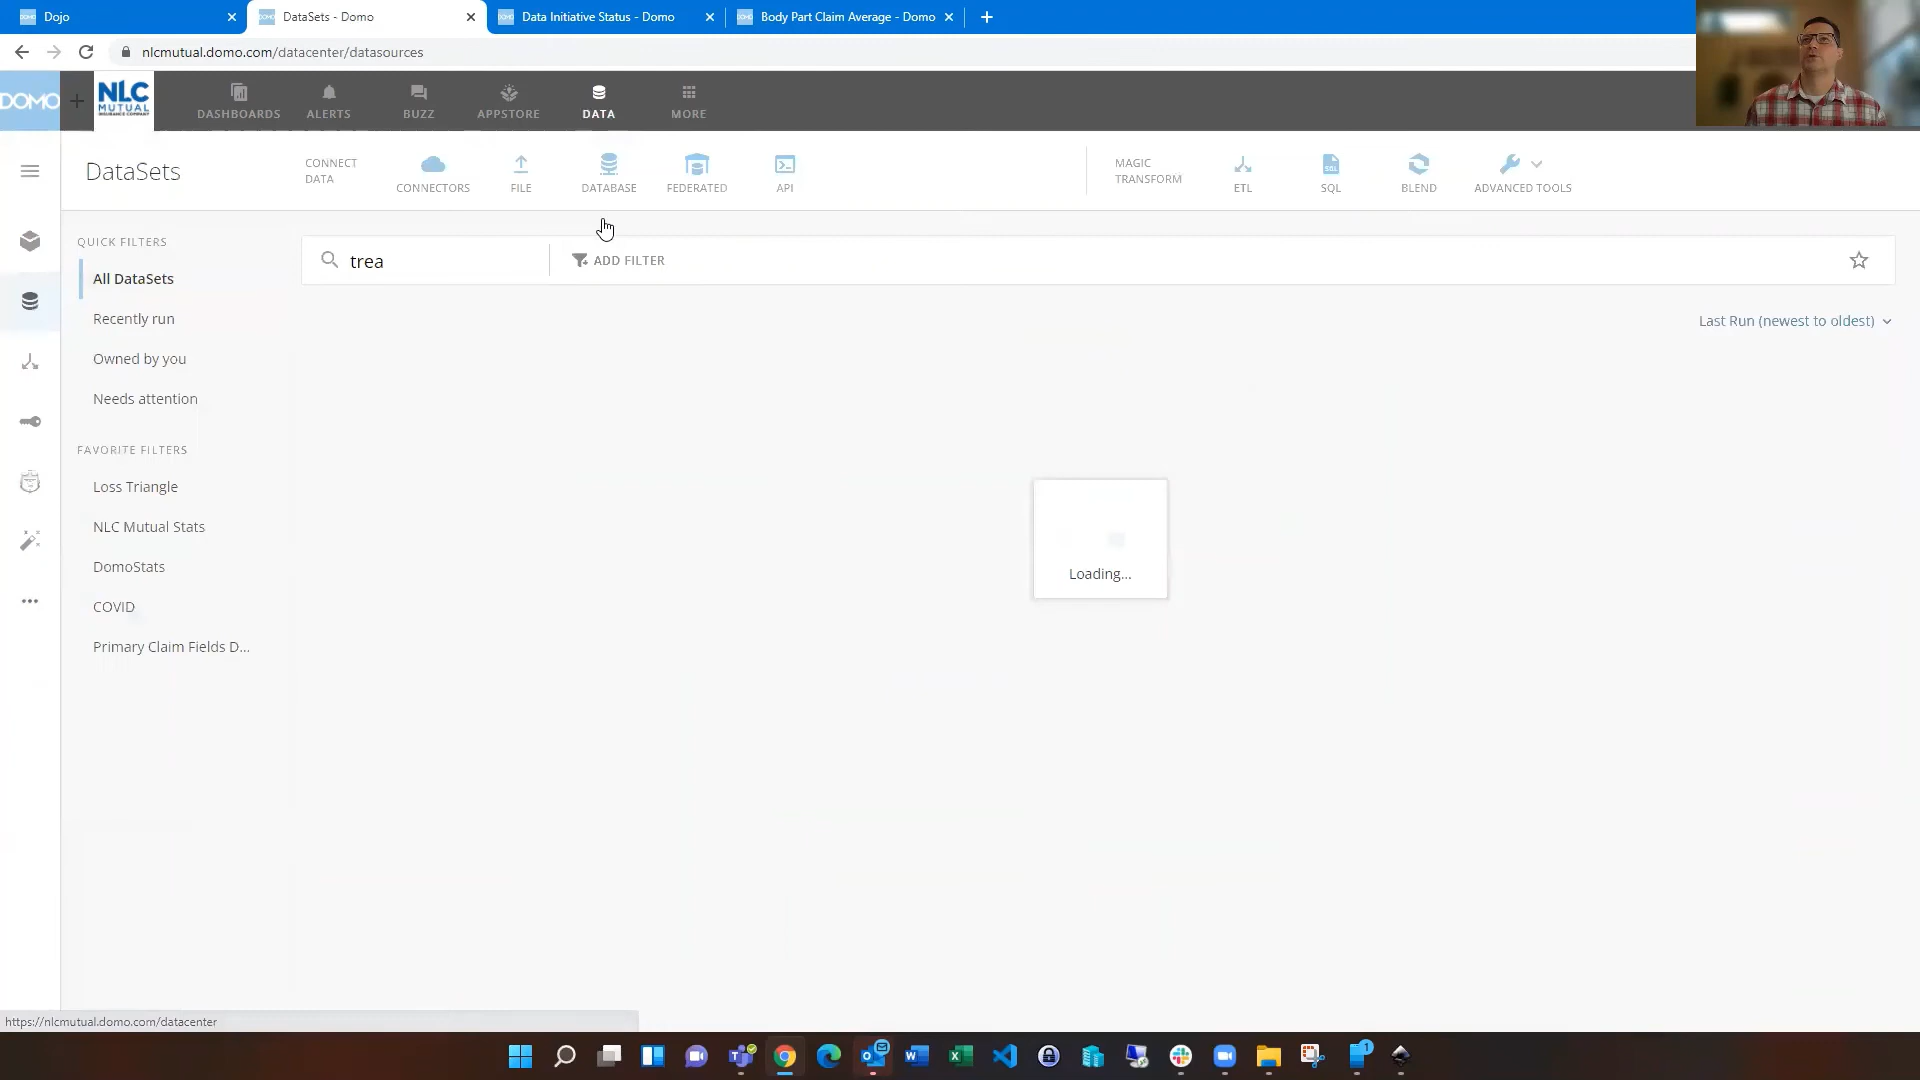 Dojo
DataSets - Domo
Data Initiative Status - Domo
Body Part Claim Average - Domo
nlcmutual.domo.com/datacenter/datasources
DOMO
NLC
MUTUAL
INSURANCE COMPANY
DASHBOARDS
ALERTS
BUZZ
APPSTORE
DATA
MORE
DataSets
CONNECT
DATA
CONNECTORS
FILE
DATABASE
FEDERATED
API
MAGIC
TRANSFORM
ETL
SQL
BLEND
ADVANCED TOOLS
QUICK FILTERS
All DataSets
Recently run
Owned by you
Needs attention
FAVORITE FILTERS
Loss Triangle
NLC Mutual Stats
DomoStats
COVID
Primary Claim Fields D...
trea
ADD FILTER
Last Run (newest to oldest)
Loading...
https://nlcmutual.domo.com/datacenter